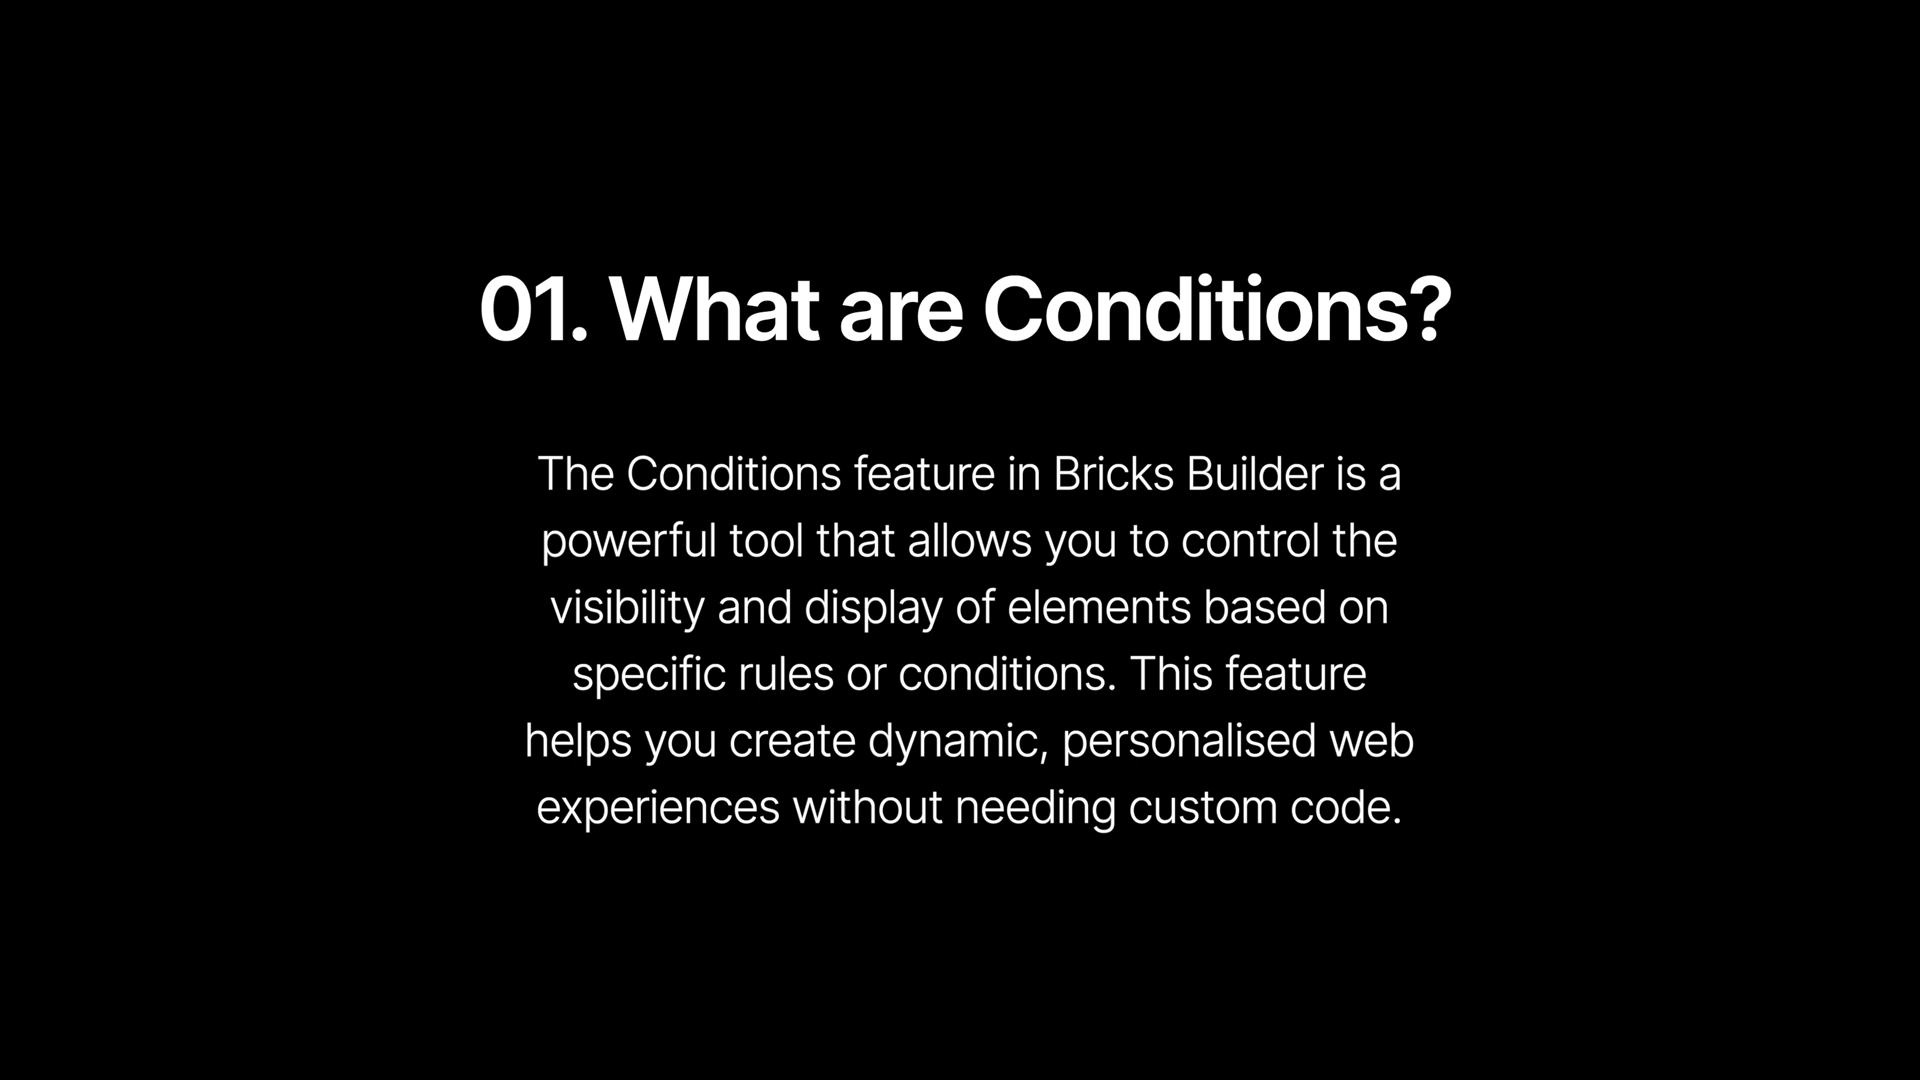 01. What are Conditions?
The Conditions feature in Bricks Builder is a
powerful tool that allows you to control the
visibility and display of elements based on
specific rules or conditions. This feature
helps you create dynamic, personalised web
experiences without needing custom code.